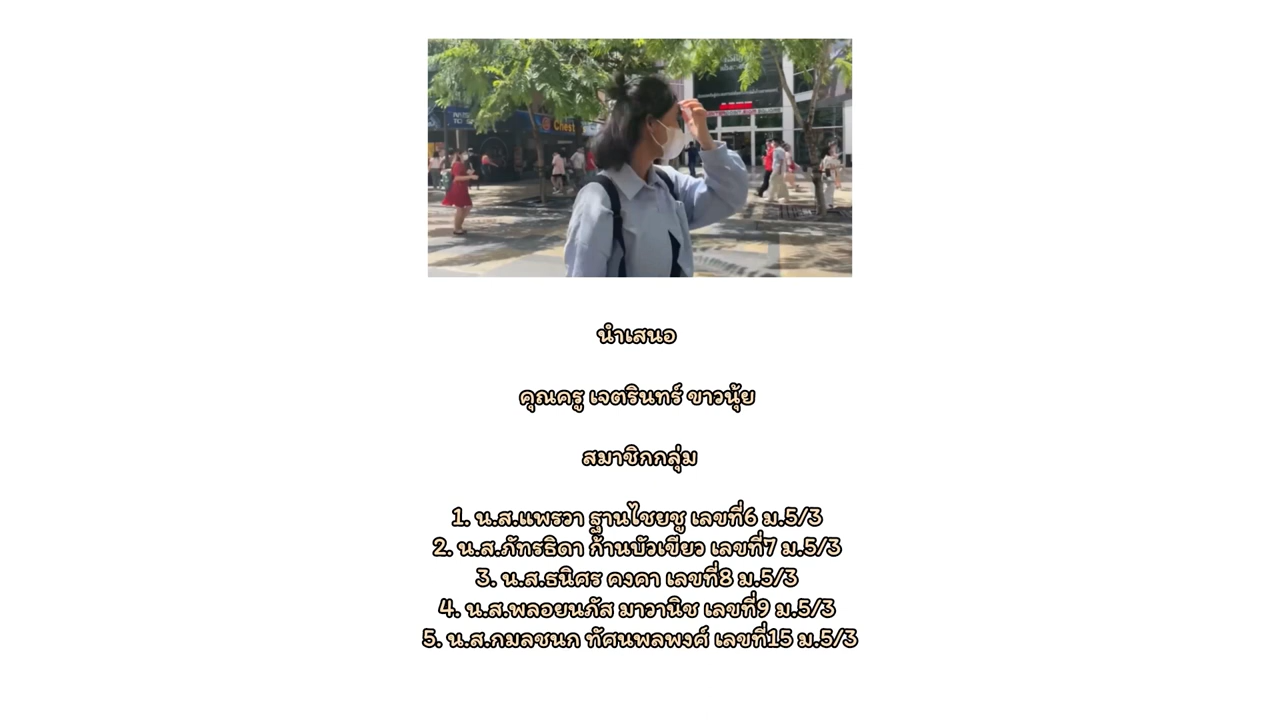 Chest
นำเสนอ
คุณครู เจตรินทร์ ขาวนุ้ย
สมาชิกกลุ่ม
1. น.ส.แพรวา ฐานไชยชู เลขที่6 ม.5/3
2. น.ส.ภัทรธิดา ก้านบัวเขียว เลขที่7 ม.5/3
3. น.ส.ธนิศร คงคา เลขที่8 ม.5/3
4. น.ส.พลอยนภัส มาวานิช เลขที่9 ม.5/3
5. น.ส.กมลชนก ทัศนพลพงศ์ เลขที่15 ม.5/3